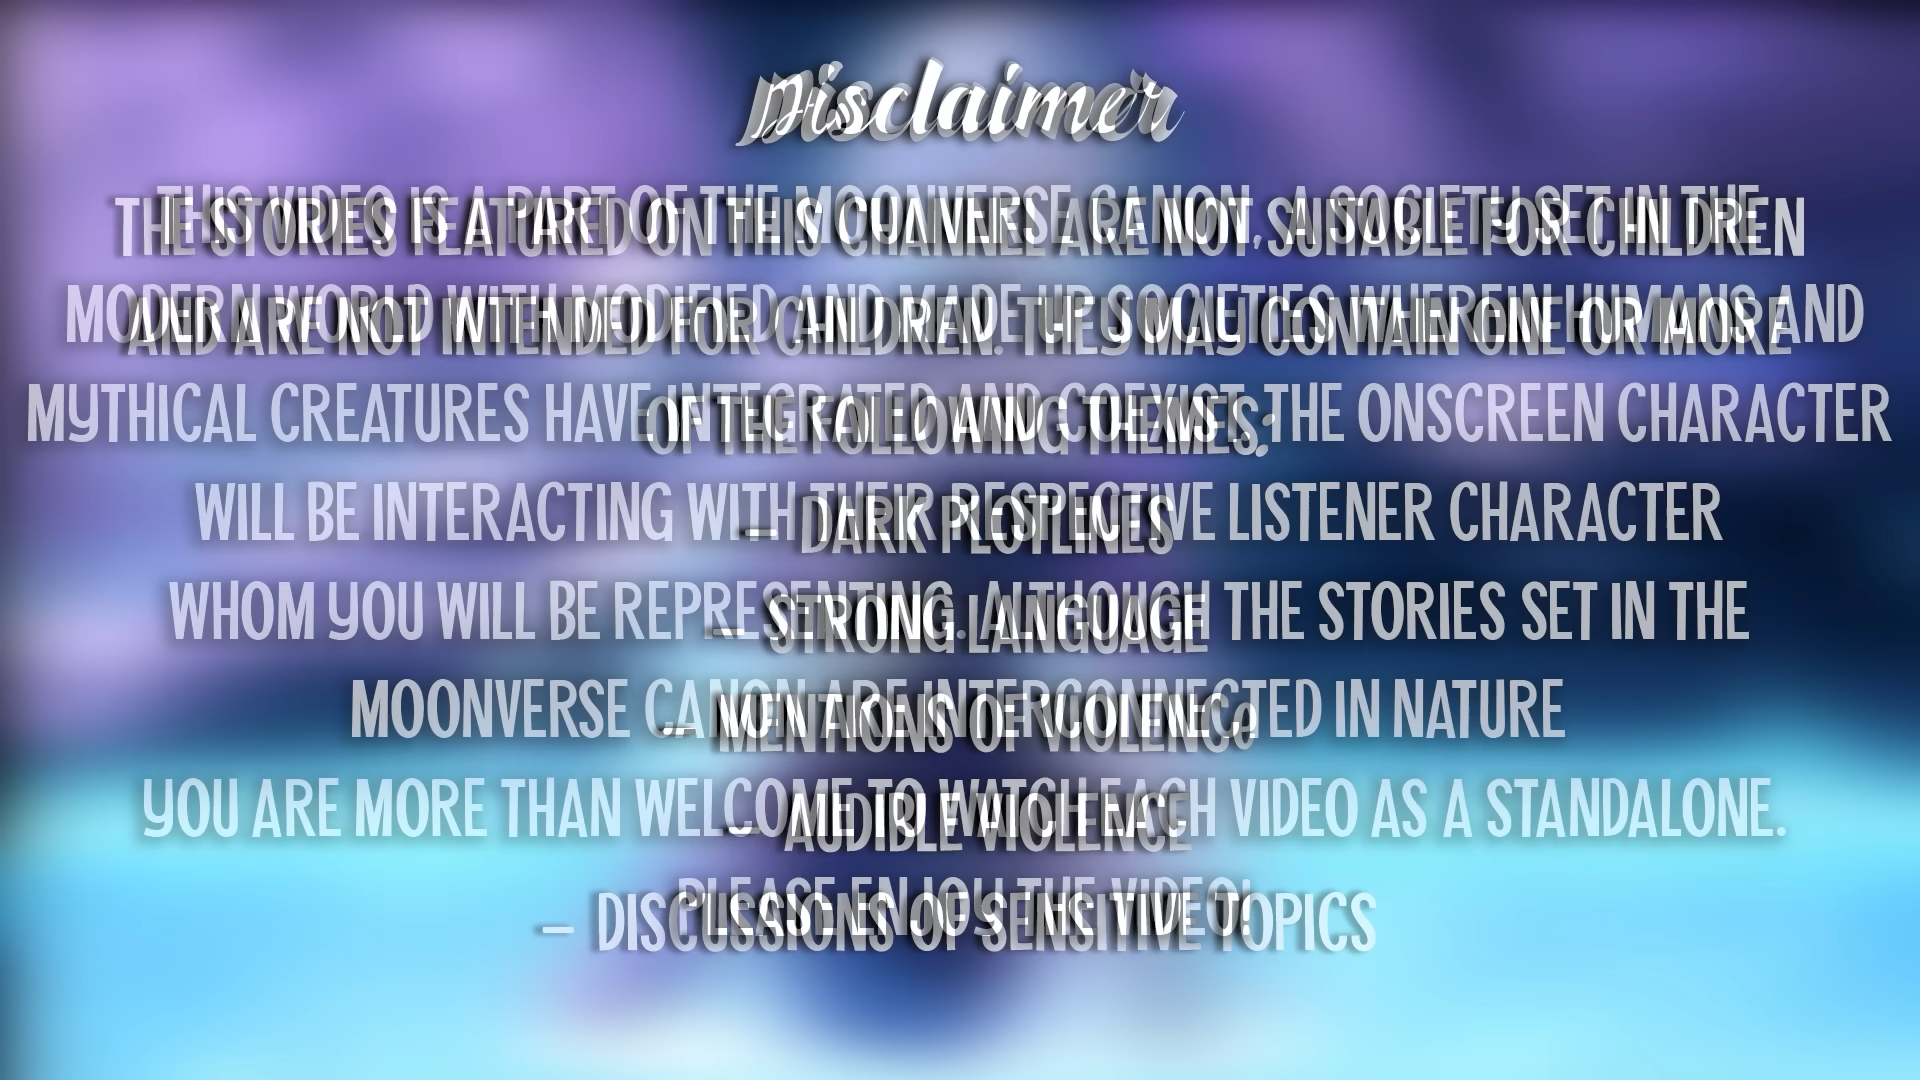 Disclaimer
THIS VIDEO IS A PART OF THE MOONVERSE CANON, A SOCIETY SET IN THE
MODERN WORLD WITH MODIFIED AND MADE UP SOCIETIES WHEREIN HUMANS AND
MYTHICAL CREATURES HAVE INTEGRATED AND COEXIST. THE ONSCREEN CHARACTER
WILL BE INTERACTING WITH THEIR RESPECTIVE LISTENER CHARACTER
WHOM YOU WILL BE REPRESENTING. ALTHOUGH THE STORIES SET IN THE
MOONVERSE CANON ARE INTERCONNECTED IN NATURE
YOU ARE MORE THAN WELCOME TO WATCH EACH VIDEO AS A STANDALONE.
PLEASE ENJOY THE VIDEO!
THE STORIES FEATURED ON THIS CHANNEL ARE NOT SUITABLE FOR CHILDREN
AND ARE NOT INTENDED FOR CHILDREN. THEY MAY CONTAIN ONE OR MORE
OF THE FOLLOWING THEMES:
- DARK PLOTLINES
- STRONG LANGUAGE
- MENTIONS OF VIOLENCE
- AUDIBLE VIOLENCE
- DISCUSSIONS OF SENSITIVE TOPICS